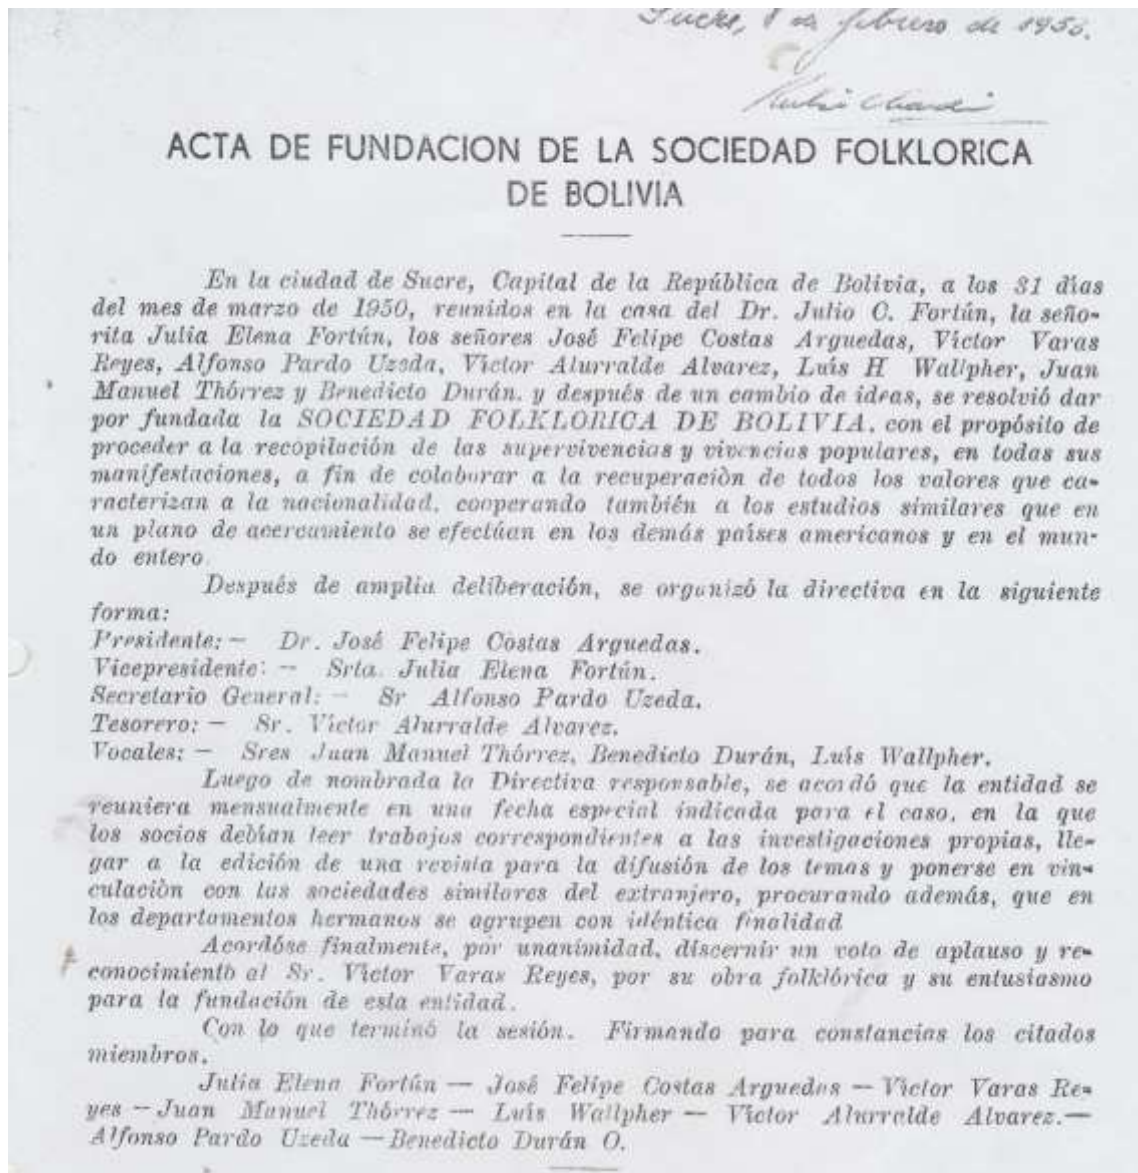 Sucre, 1 de febrero de 1956.
ACTA DE FUNDACION DE LA SOCIEDAD FOLKLORICA
DE BOLIVIA
En la ciudad de Sucre, Capital de la República de Bolivia, a los 31 días
del mes de marzo de 1950, reunidos en la casa del Dr. Julio C. Fortún, la seño-
rita Julia Elena Fortún, los señores José Felipe Costas Arguedas, Víctor Varas
Reyes, Alfonso Pardo Uzeda, Víctor Alurralde Alvarez, Luis H Wallpher, Juan
Manuel Thórrez y Benedicto Durán, y después de un cambio de ideas, se resolvió dar
por fundada la SOCIEDAD FOLKLORICA DE BOLIVIA, con el propósito de
proceder a la recopilación de las supervivencias y vivencias populares, en todas sus
manifestaciones, a fin de colaborar a la recuperaciòn de todos los valores que ca-
racterizan a la nacionalidad, cooperando también a los estudios similares que en
un plano de acercamiento se efectúan en los demás países americanos y en el mun-
do entero
Después de amplia deliberación, se organizó la directiva en la siguiente
forma:
Presidente: — Dr. José Felipe Costas Arguedas.
Vicepresidente: — Srta. Julia Elena Fortún.
Secretario General: — Sr Alfonso Pardo Uzeda.
Tesorero: — Sr. Víctor Alurralde Alvarez.
Vocales: — Sres Juan Manuel Thórrez, Benedicto Durán, Luis Wallpher.
Luego de nombrada la Directiva responsable, se acordó que la entidad se
reuniera mensualmente en una fecha especial indicada para el caso, en la que
los socios debían leer trabajos correspondientes a las investigaciones propias, lle-
gar a la edición de una revista para la difusión de los temas y ponerse en vin-
culaciòn con las sociedades similares del extranjero, procurando además, que en
los departamentos hermanos se agrupen con idéntica finalidad
Acordóse finalmente, por unanimidad, discernir un voto de aplauso y re-
conocimiento al Sr. Víctor Varas Reyes, por su obra folklórica y su entusiasmo
para la fundación de esta entidad.
Con lo que terminó la sesión. Firmando para constancias los citados
miembros.
Julia Elena Fortún — José Felipe Costas Arguedas — Víctor Varas Re-
yes — Juan Manuel Thórrez — Luis Wallpher — Víctor Alurralde Alvarez.—
Alfonso Pardo Uzeda — Benedicto Durán O.